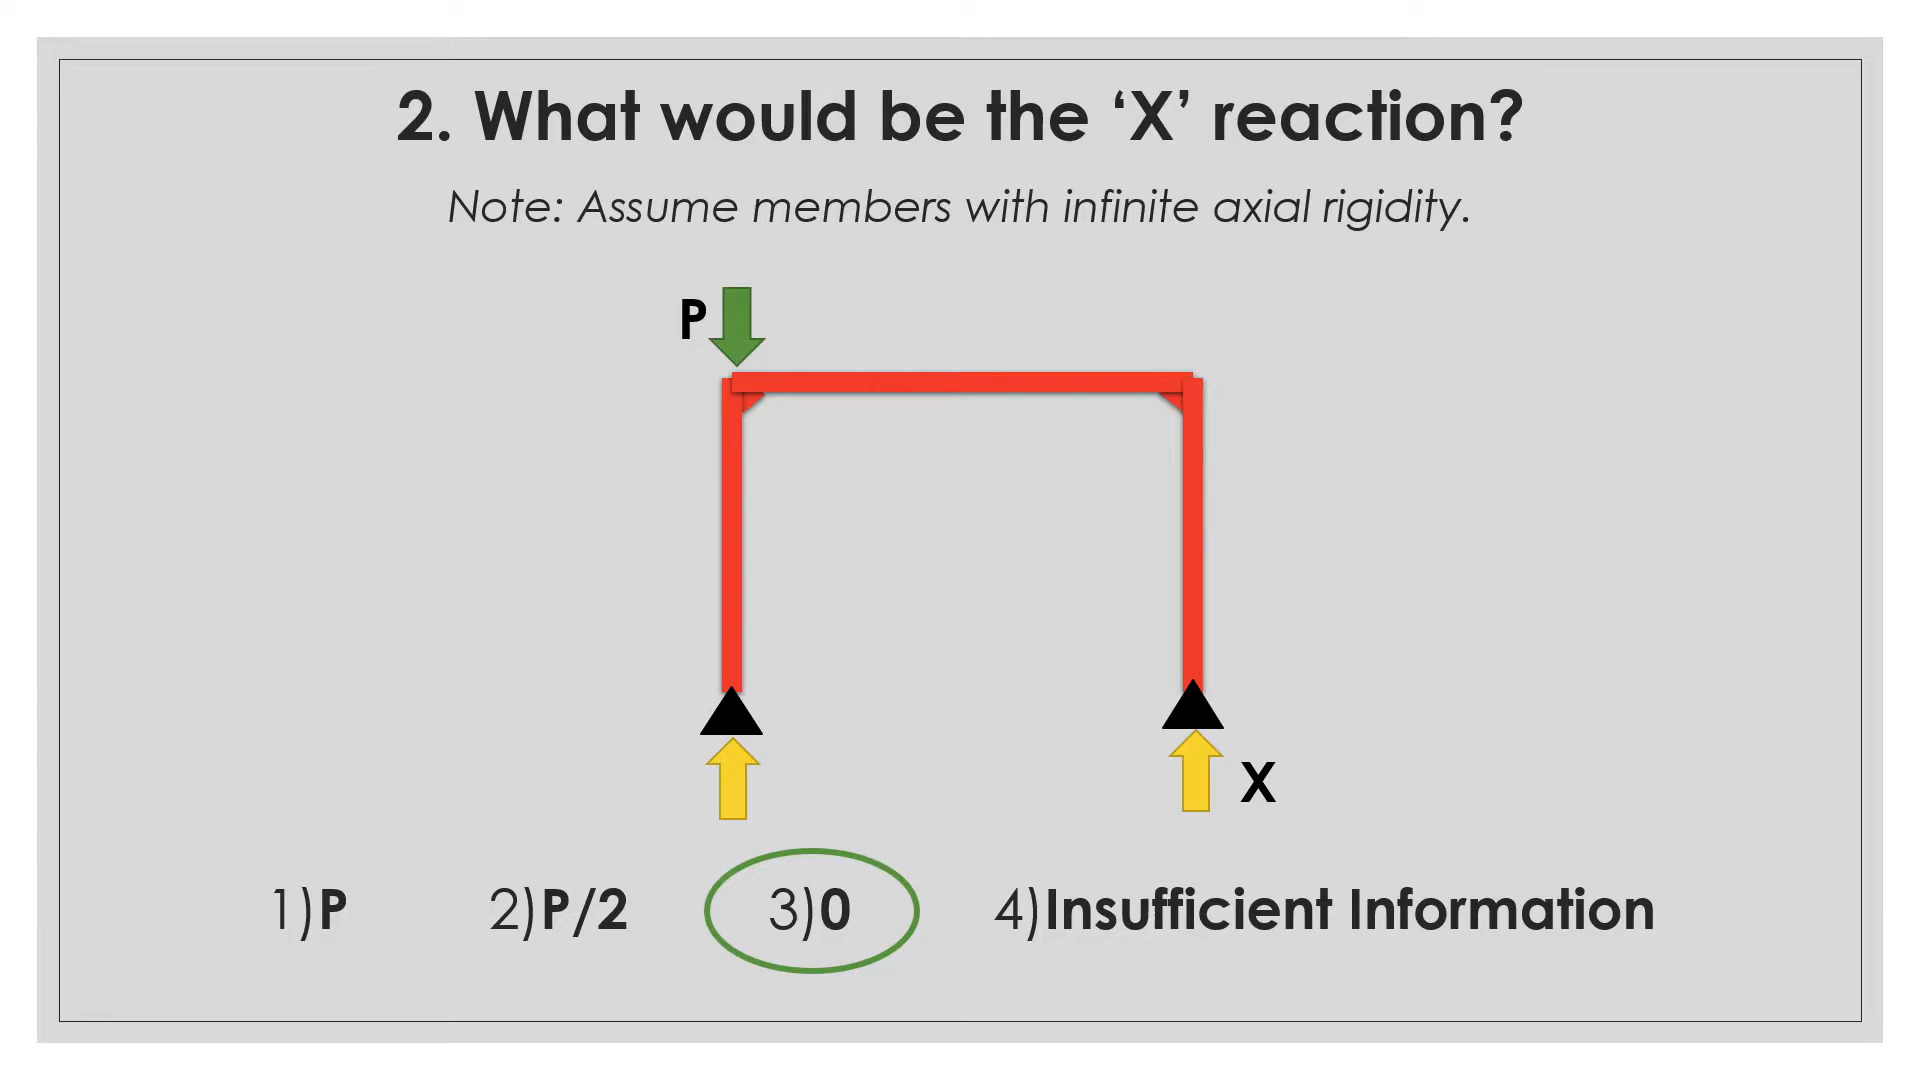 2. What would be the ‘X’ reaction?
Note: Assume members with infinite axial rigidity.
P
X
1)P 2)P/2 3)0 4)Insufficient Information